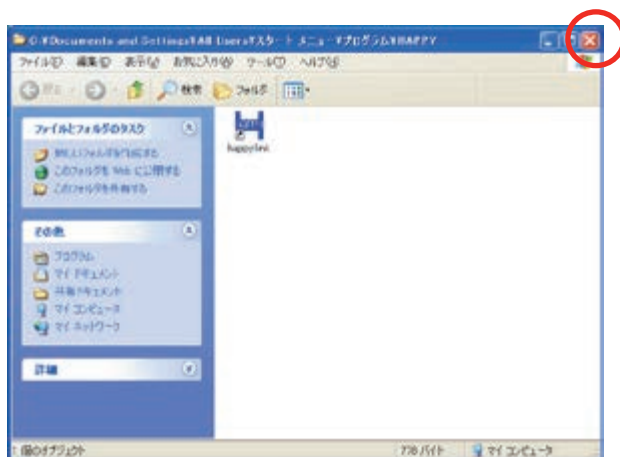 C:¥Documents and Settings¥All Users¥スタート メニュー¥プログラム¥HAPPY
ファイル(F) 編集(E) 表示(V) お気に入り(A) ツール(T) ヘルプ(H)
戻る 検索 フォルダ
ファイルとフォルダのタスク
新しいフォルダを作成する
このフォルダを Web に公開する
このフォルダを共有する
happylink
その他
プログラム
マイ ドキュメント
共有ドキュメント
マイ コンピュータ
マイ ネットワーク
詳細
1 個のオブジェクト
マイ コンピュータ